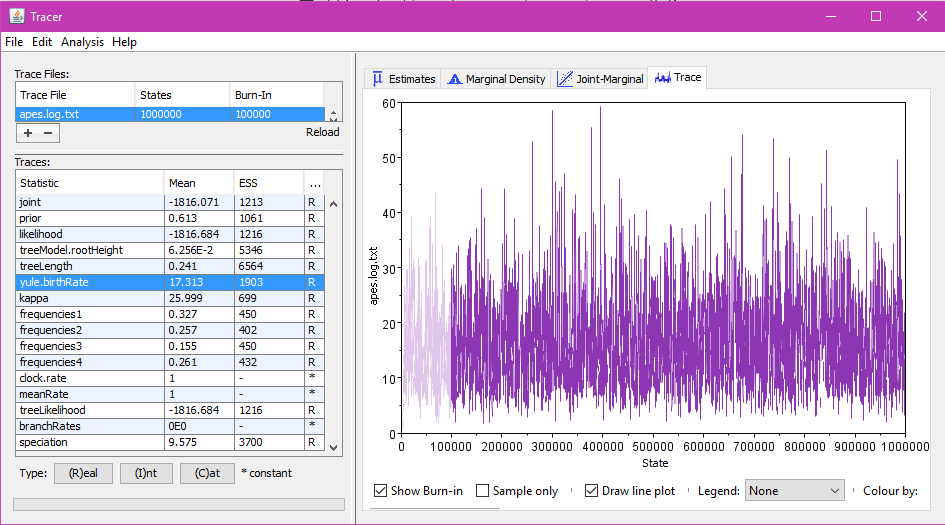 Tracer
File Edit Analysis Help
Trace Files:
Trace File States Burn-In
apes.log.txt 1000000 100000
+ − Reload
Traces:
Statistic Mean ESS ...
joint -1816.071 1213 R
prior 0.613 1061 R
likelihood -1816.684 1216 R
treeModel.rootHeight 6.256E-2 5346 R
treeLength 0.241 6564 R
yule.birthRate 17.313 1903 R
kappa 25.999 699 R
frequencies1 0.327 450 R
frequencies2 0.257 402 R
frequencies3 0.155 450 R
frequencies4 0.261 432 R
clock.rate 1 - *
meanRate 1 - *
treeLikelihood -1816.684 1216 R
branchRates 0E0 - *
speciation 9.575 3700 R
Type: (R)eal (I)nt (C)at * constant
μ Estimates Marginal Density Joint-Marginal Trace
60
50
40
30
20
10
0
apes.log.txt
0 100000 200000 300000 400000 500000 600000 700000 800000 900000 1000000
State
Show Burn-in Sample only Draw line plot Legend: None Colour by: